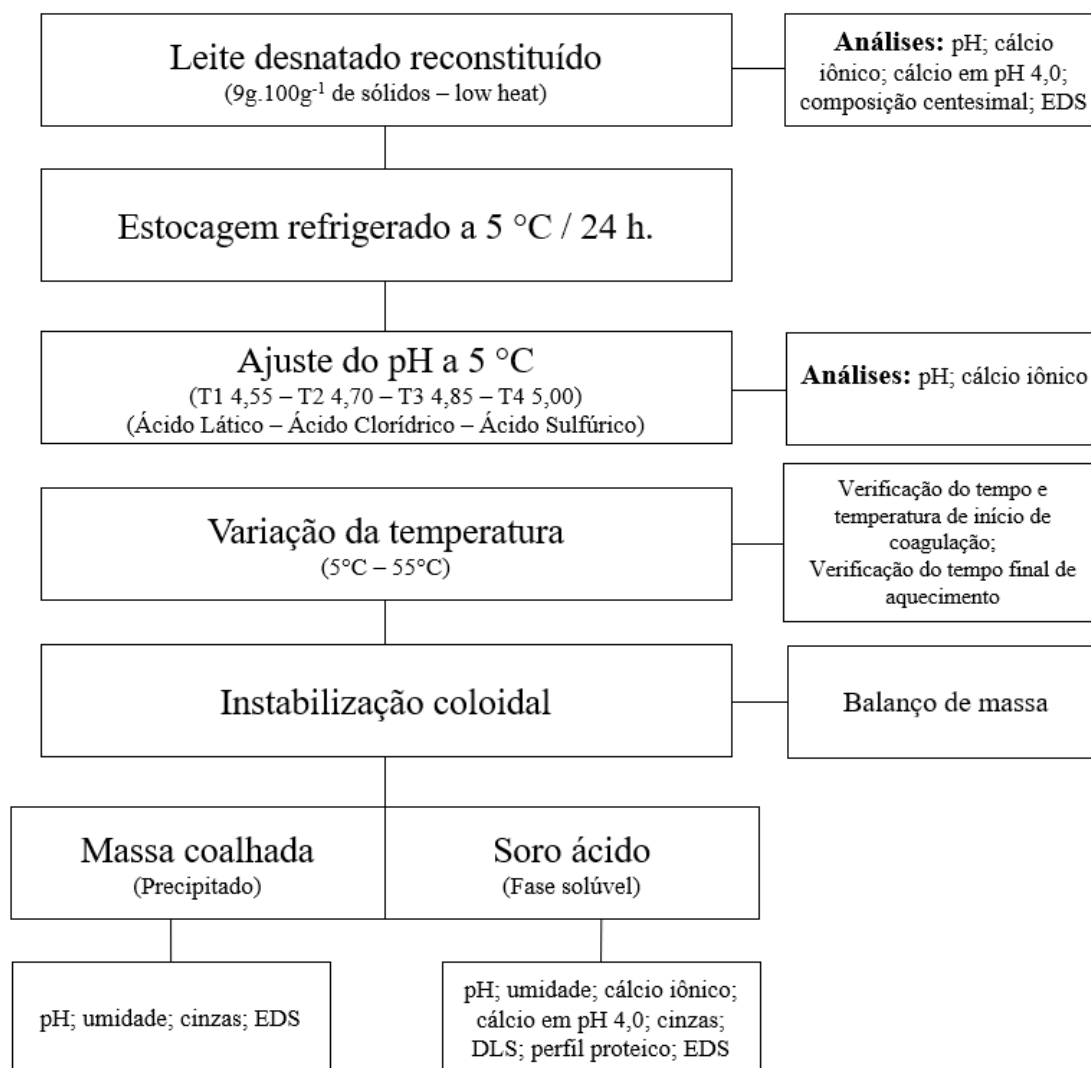 Leite desnatado reconstituído
(9g.100g⁻¹ de sólidos – low heat)
Análises: pH; cálcio
iônico; cálcio em pH 4,0;
composição centesimal; EDS
Estocagem refrigerado a 5 °C / 24 h.
Ajuste do pH a 5 °C
(T1 4,55 – T2 4,70 – T3 4,85 – T4 5,00)
(Ácido Lático – Ácido Clorídrico – Ácido Sulfúrico)
Análises: pH; cálcio iônico
Variação da temperatura
(5°C – 55°C)
Verificação do tempo e
temperatura de início de
coagulação;
Verificação do tempo final de
aquecimento
Instabilização coloidal
Balanço de massa
Massa coalhada
(Precipitado)
Soro ácido
(Fase solúvel)
pH; umidade; cinzas; EDS
pH; umidade; cálcio iônico;
cálcio em pH 4,0; cinzas;
DLS; perfil proteico; EDS